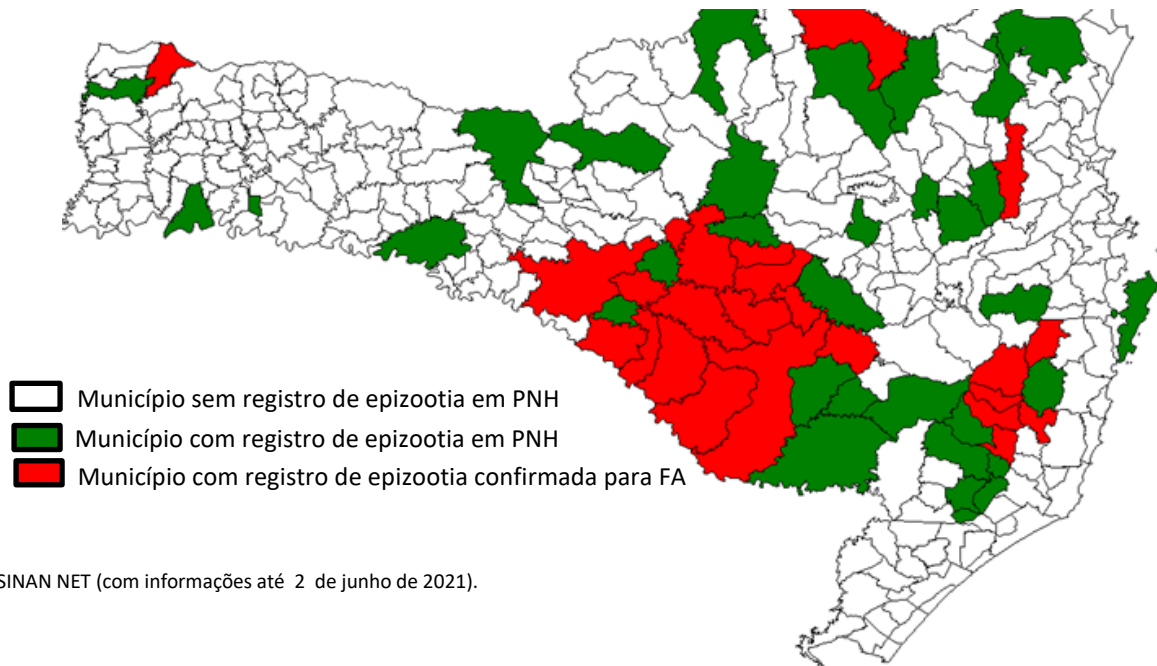 Município sem registro de epizootia em PNH
Município com registro de epizootia em PNH
Município com registro de epizootia confirmada para FA
SINAN NET (com informações até 2 de junho de 2021).